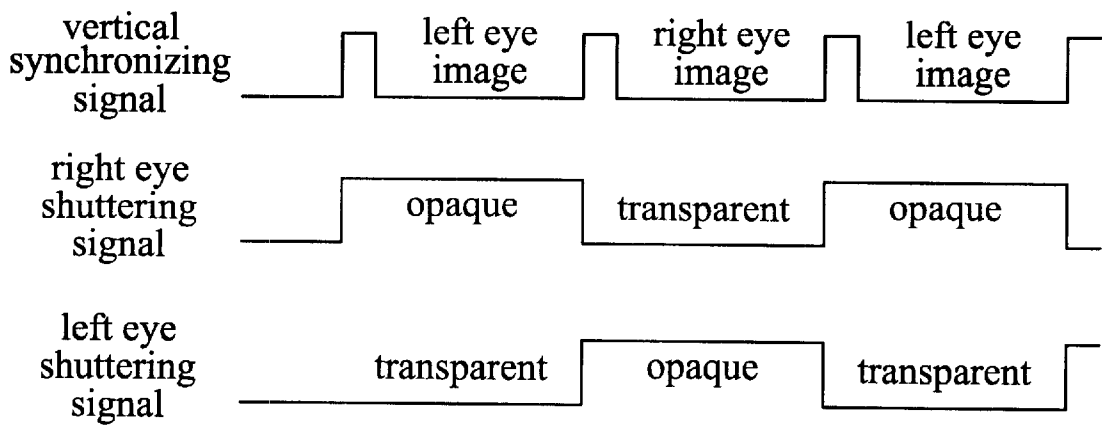 vertical
synchronizing
signal
left eye
image
right eye
image
left eye
image
right eye
shuttering
signal
opaque
transparent
opaque
left eye
shuttering
signal
transparent
opaque
transparent